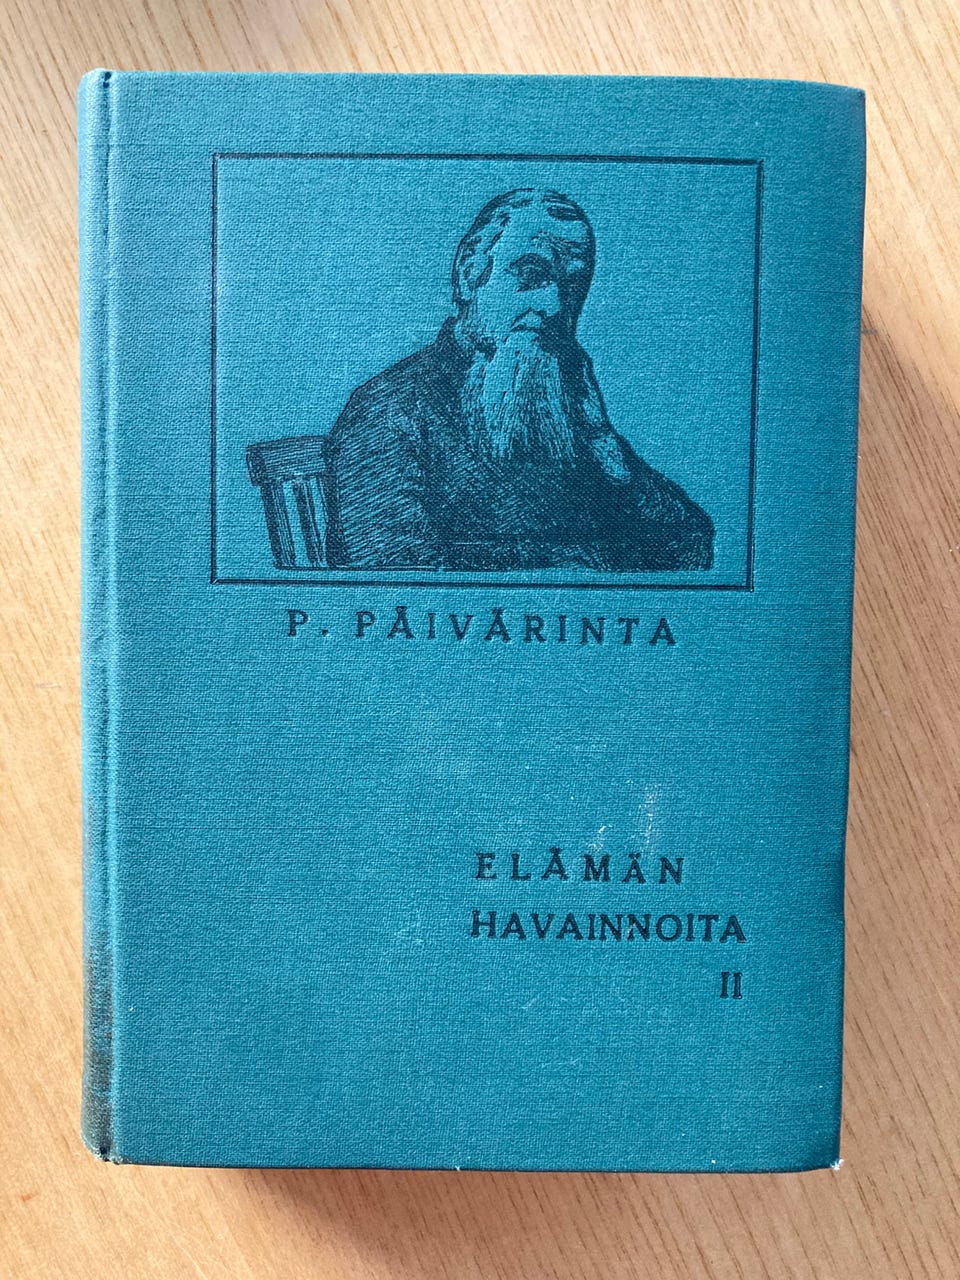 P. PÄIVÄRINTA
ELÄMÄN
HAVAINNOITA
II